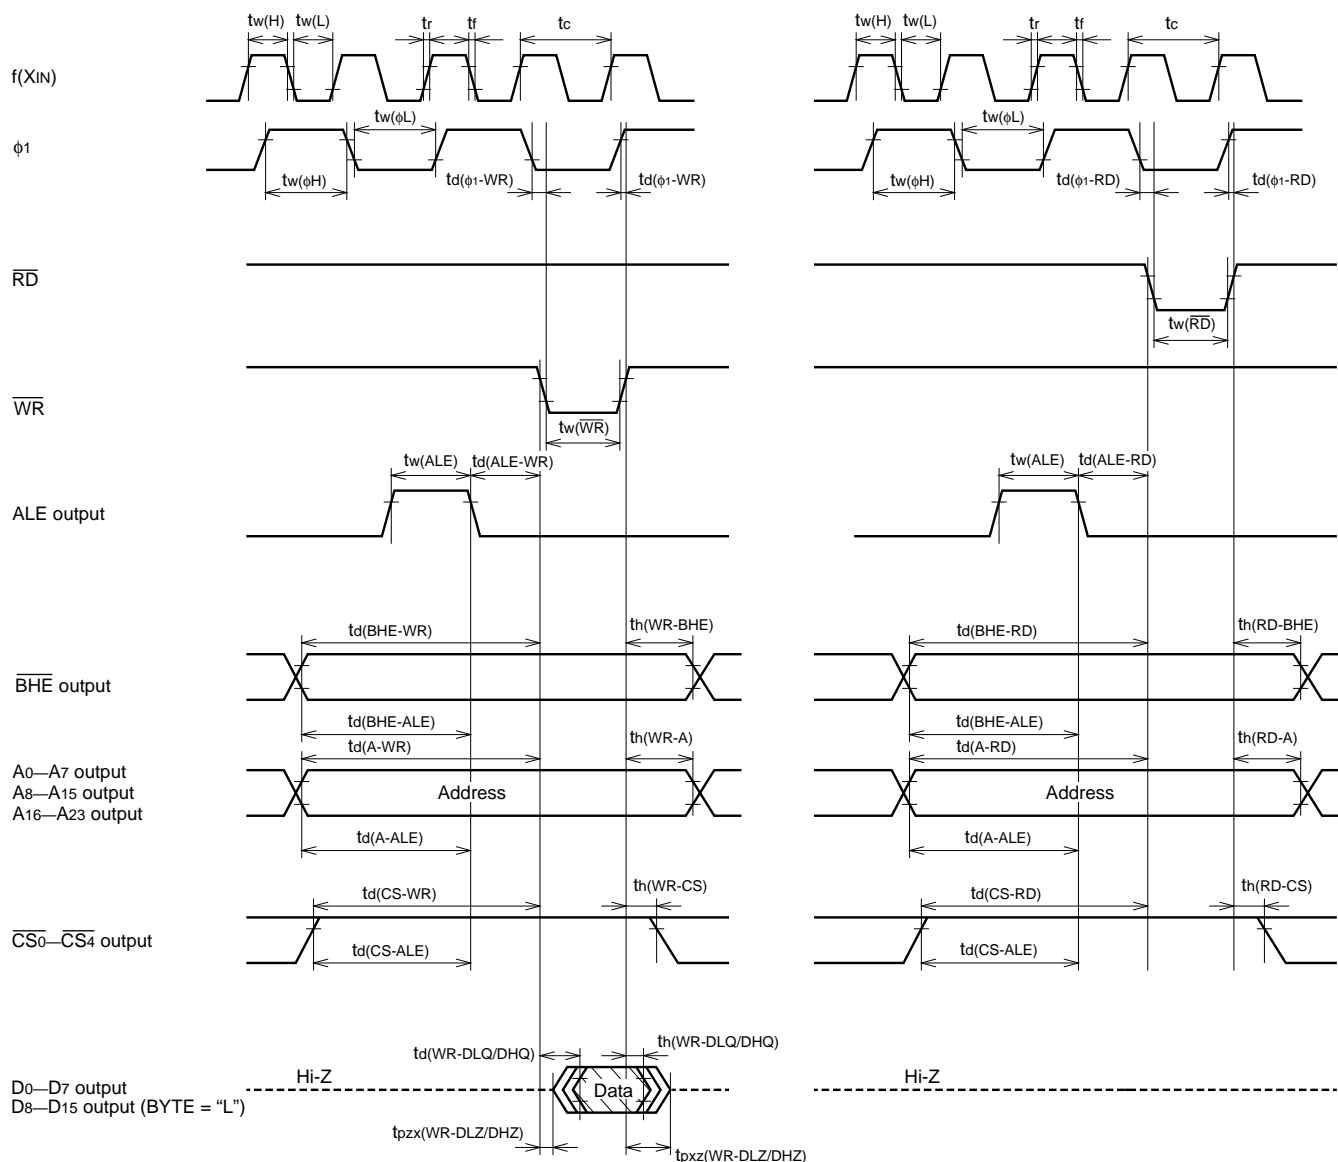 tw(H) tw(L) tr tf tc tw(H) tw(L) tr tf tc
f(XIN)
tw(ϕL) tw(ϕL)
ϕ1
tw(ϕH) td(ϕ1-WR) td(ϕ1-WR) tw(ϕH) td(ϕ1-RD) td(ϕ1-RD)
RD
tw(RD)
WR
tw(WR)
tw(ALE) td(ALE-WR) tw(ALE) td(ALE-RD)
ALE output
td(BHE-WR) th(WR-BHE) td(BHE-RD) th(RD-BHE)
BHE output
td(BHE-ALE) td(BHE-ALE)
td(A-WR) th(WR-A) td(A-RD) th(RD-A)
A0—A7 output
A8—A15 output Address Address
A16—A23 output
td(A-ALE) td(A-ALE)
td(CS-WR) th(WR-CS) td(CS-RD) th(RD-CS)
CS0—CS4 output
td(CS-ALE) td(CS-ALE)
td(WR-DLQ/DHQ) th(WR-DLQ/DHQ)
Hi-Z Hi-Z
D0—D7 output Data
D8—D15 output (BYTE = “L”)
tpzx(WR-DLZ/DHZ)
tpxz(WR-DLZ/DHZ)